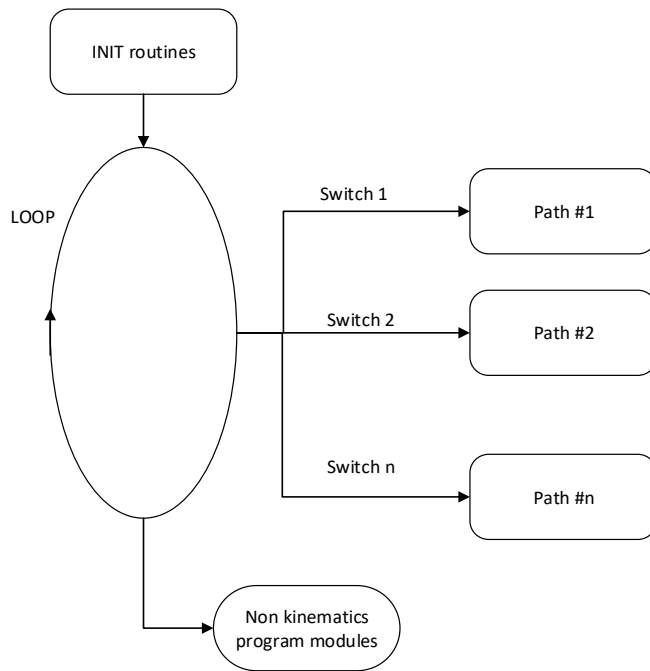 INIT routines
LOOP
Switch 1
Path #1
Switch 2
Path #2
Switch n
Path #n
Non kinematics
program modules